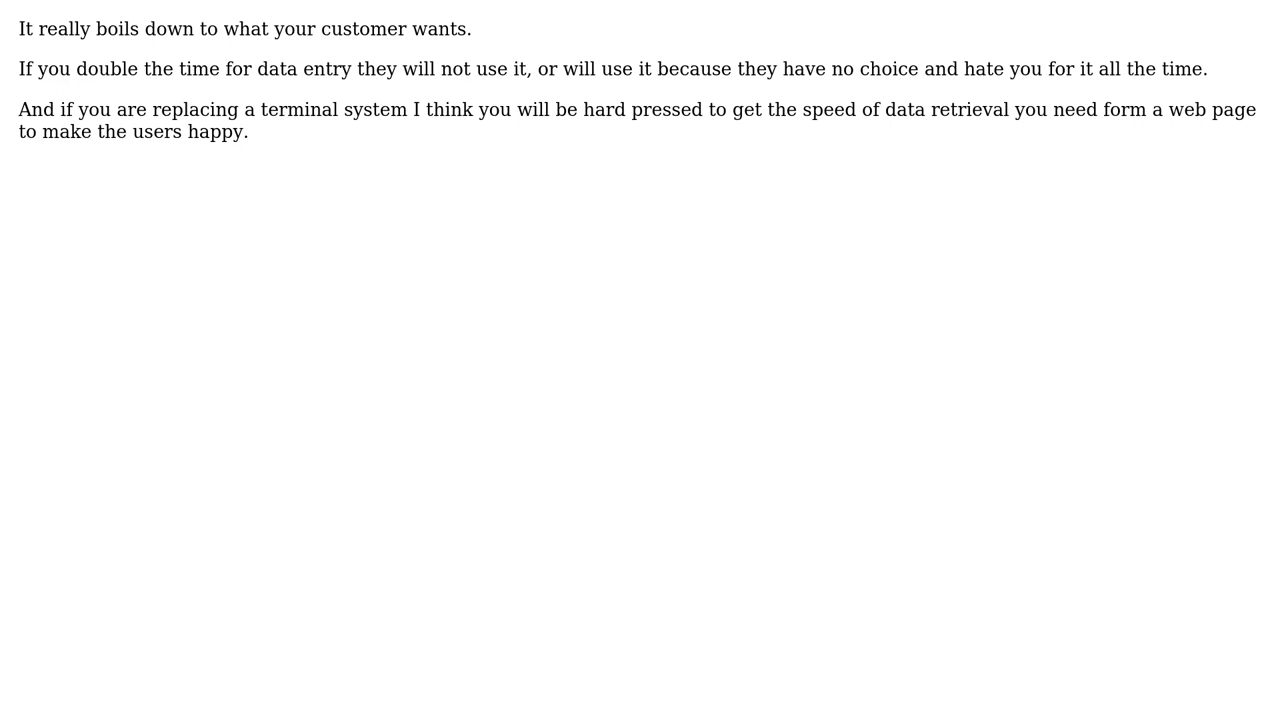 It really boils down to what your customer wants.
If you double the time for data entry they will not use it, or will use it because they have no choice and hate you for it all the time.
And if you are replacing a terminal system I think you will be hard pressed to get the speed of data retrieval you need form a web page
to make the users happy.